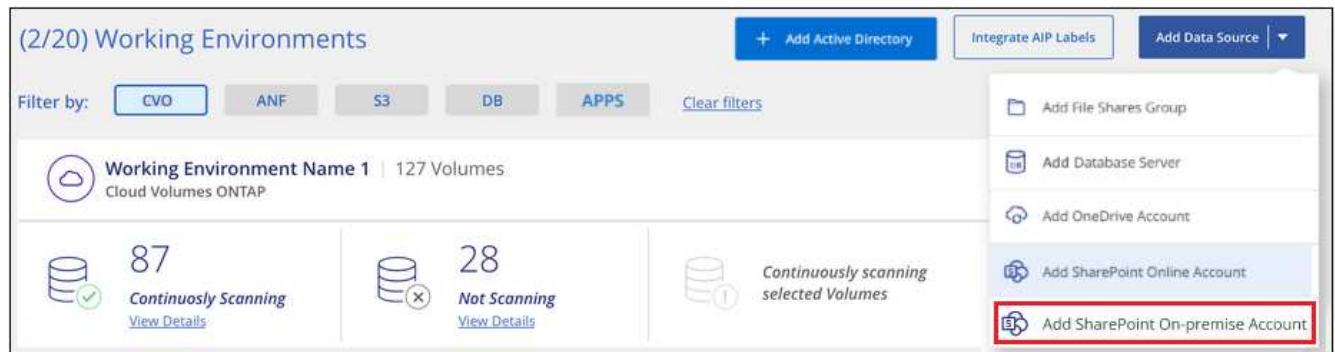 (2/20) Working Environments
+ Add Active Directory
Integrate AIP Labels
Add Data Source
Filter by: CVO ANF S3 DB APPS Clear filters
Add File Shares Group
Working Environment Name 1 | 127 Volumes
Cloud Volumes ONTAP
Add Database Server
Add OneDrive Account
87
Continuosly Scanning
View Details
28
Not Scanning
View Details
Continuously scanning
selected Volumes
Add SharePoint Online Account
Add SharePoint On-premise Account